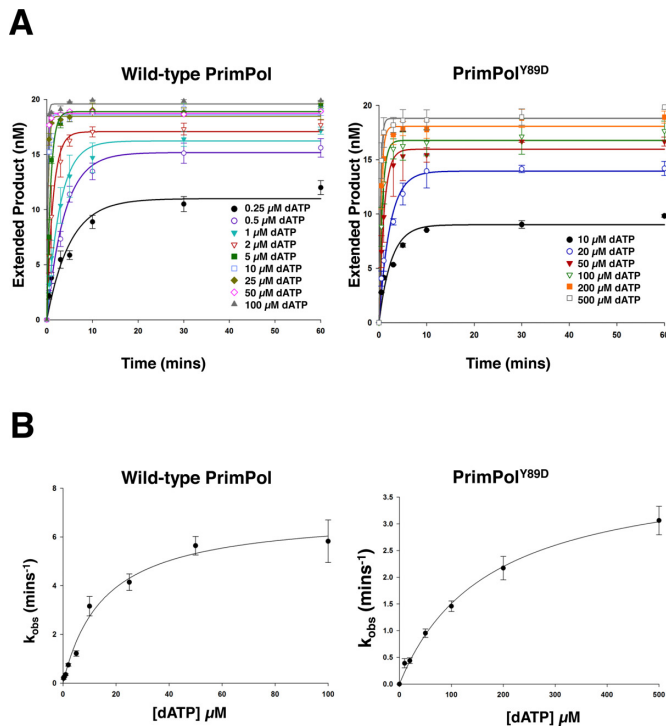 A
Wild-type PrimPol
Extended Product (nM)
20
15
10
5
0
0 10 20 30 40 50 60
Time (mins)
0.25 µM dATP
0.5 µM dATP
1 µM dATP
2 µM dATP
5 µM dATP
10 µM dATP
25 µM dATP
50 µM dATP
100 µM dATP
PrimPolY89D
Extended Product (nM)
20
15
10
5
0
0 10 20 30 40 50 60
Time (mins)
10 µM dATP
20 µM dATP
50 µM dATP
100 µM dATP
200 µM dATP
500 µM dATP
B
Wild-type PrimPol
kobs (mins-1)
8
6
4
2
0
0 20 40 60 80 100
[dATP] µM
PrimPolY89D
kobs (mins-1)
3.5
3.0
2.5
2.0
1.5
1.0
0.5
0.0
0 100 200 300 400 500
[dATP] µM